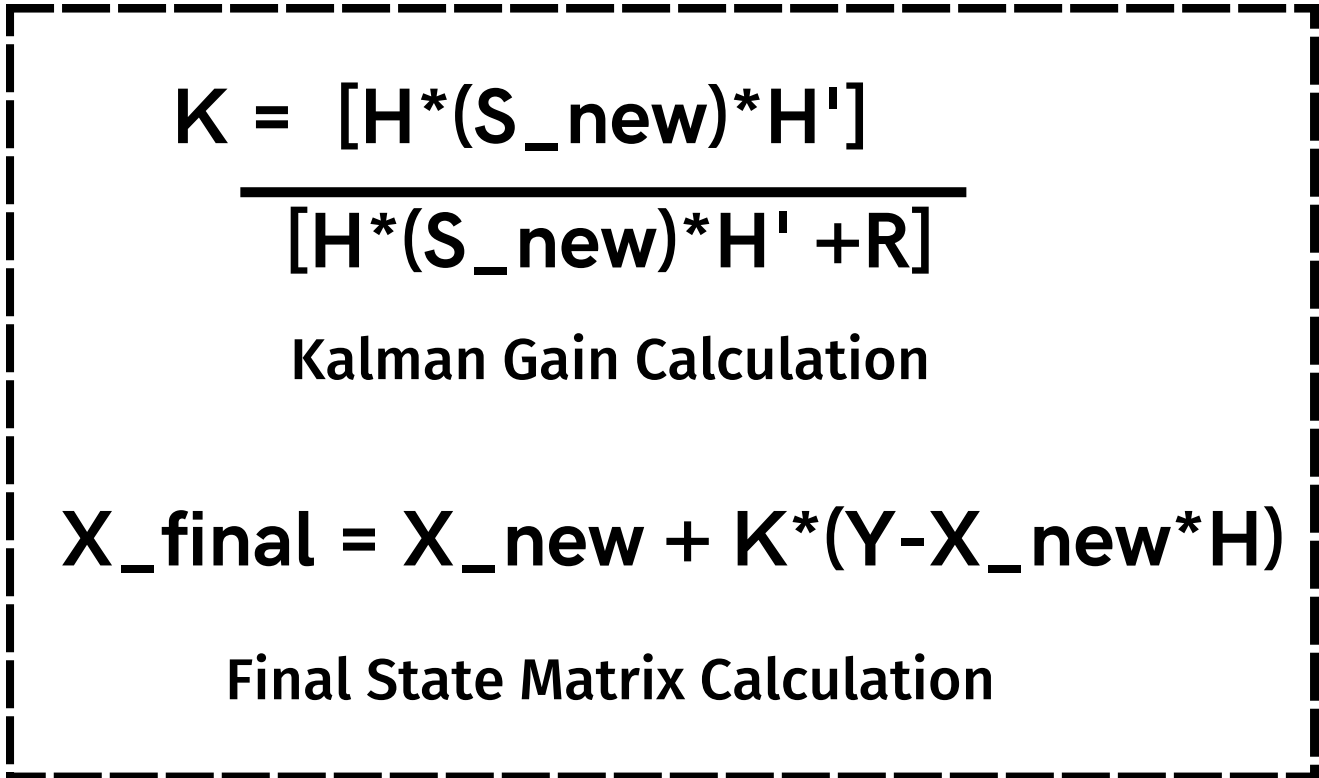 K = [H*(S_new)*H']
[H*(S_new)*H' +R]
Kalman Gain Calculation
X_final = X_new + K*(Y-X_new*H)
Final State Matrix Calculation